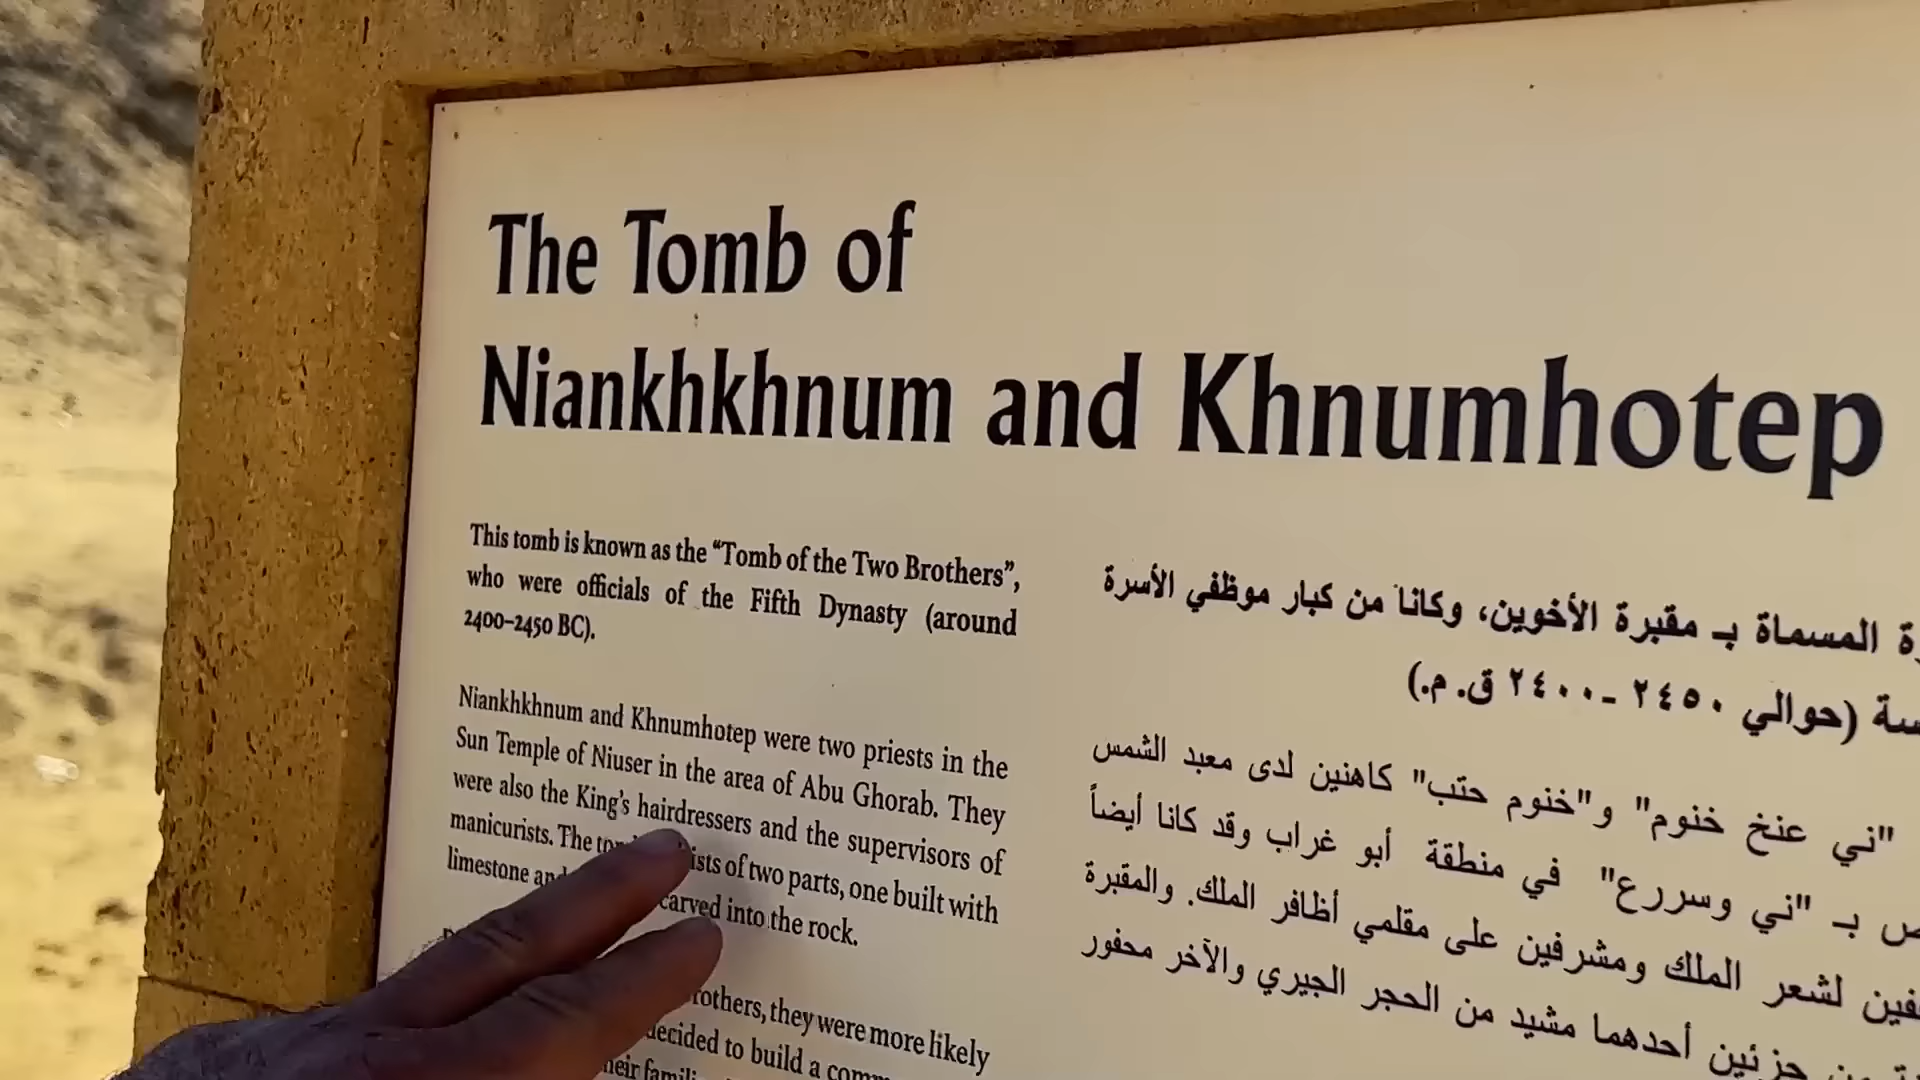 The Tomb of
Niankhkhnum and Khnumhotep
This tomb is known as the “Tomb of the Two Brothers”,
who were officials of the Fifth Dynasty (around
2400–2450 BC).
Niankhkhnum and Khnumhotep were two priests in the
Sun Temple of Niuser in the area of Abu Ghorab. They
were also the King’s hairdressers and the supervisors of
manicurists. The ists of two parts, one built with
limestone carved into the rock.
rothers, they were more likely
decided to build a
their
المسماة بـ مقبرة الأخوين، وكانا من كبار موظفي الأسرة
(حوالي ٢٤٥٠ ـ ٢٤٠٠ ق. م.)
"ني عنخ خنوم" و"خنوم حتب" كاهنين لدى معبد الشمس
بـ "ني وسررع" في منطقة أبو غراب وقد كانا أيضاً
لشعر الملك ومشرفين على مقلمي أظافر الملك. والمقبرة
من جزئين أحدهما مشيد من الحجر الجيري والآخر محفور